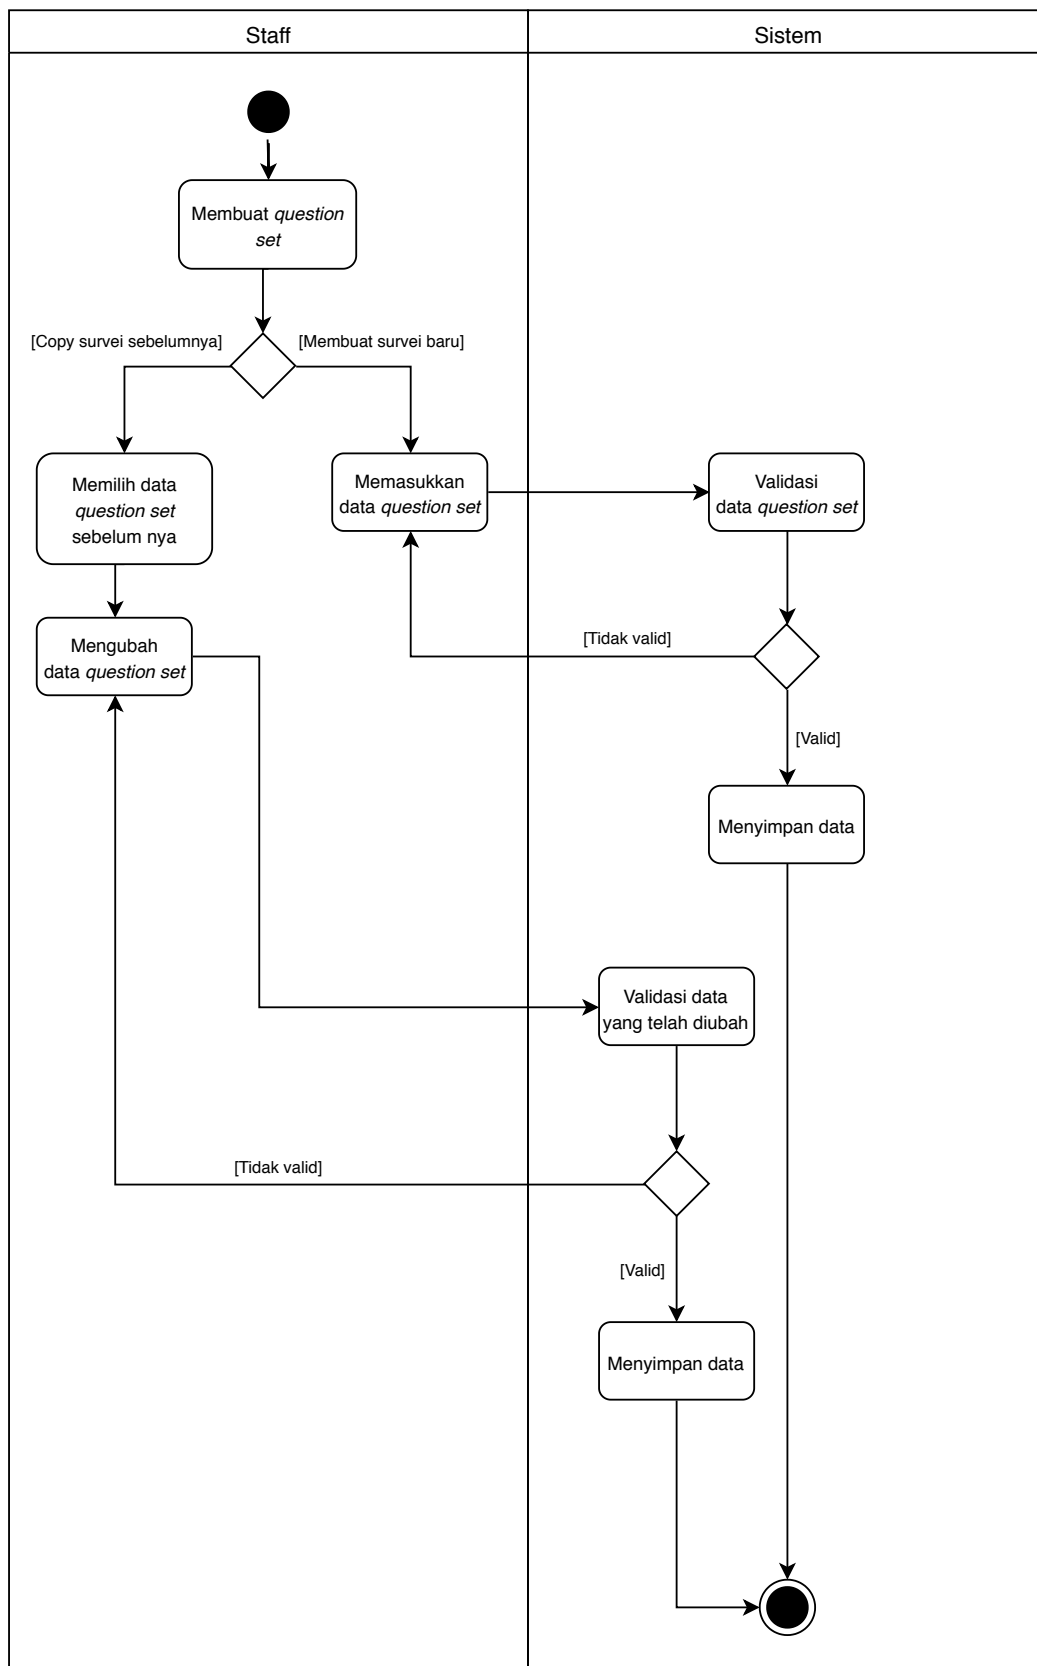 Staff
Sistem
Membuat question
set
[Copy survei sebelumnya]
[Membuat survei baru]
Memilih data
question set
sebelum nya
Memasukkan
data question set
Validasi
data question set
[Tidak valid]
Mengubah
data question set
[Valid]
Menyimpan data
Validasi data
yang telah diubah
[Tidak valid]
[Valid]
Menyimpan data